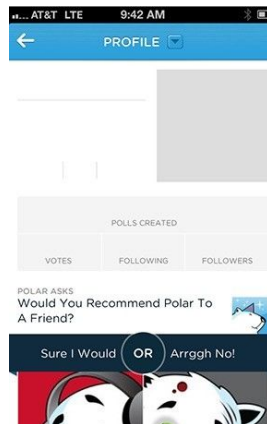 AT&T LTE 9:42 AM
PROFILE
POLLS CREATED
VOTES FOLLOWING FOLLOWERS
POLAR ASKS
Would You Recommend Polar To
A Friend?
Sure I Would OR Arrggh No!